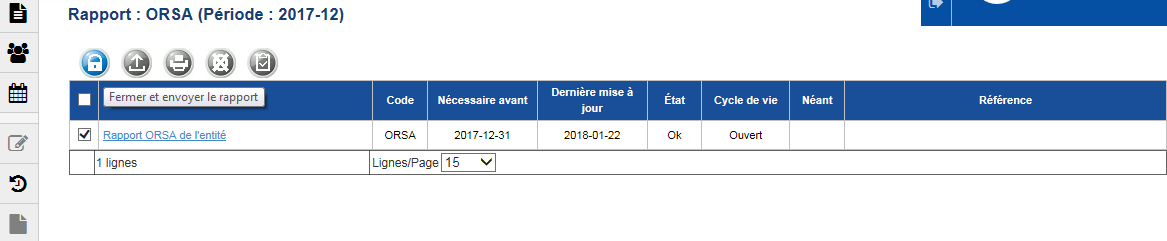 Rapport : ORSA (Période : 2017-12)
Fermer et envoyer le rapport
Code Nécessaire avant Dernière mise à jour État Cycle de vie Néant Référence
Rapport ORSA de l'entité ORSA 2017-12-31 2018-01-22 Ok Ouvert
1 lignes Lignes/Page 15